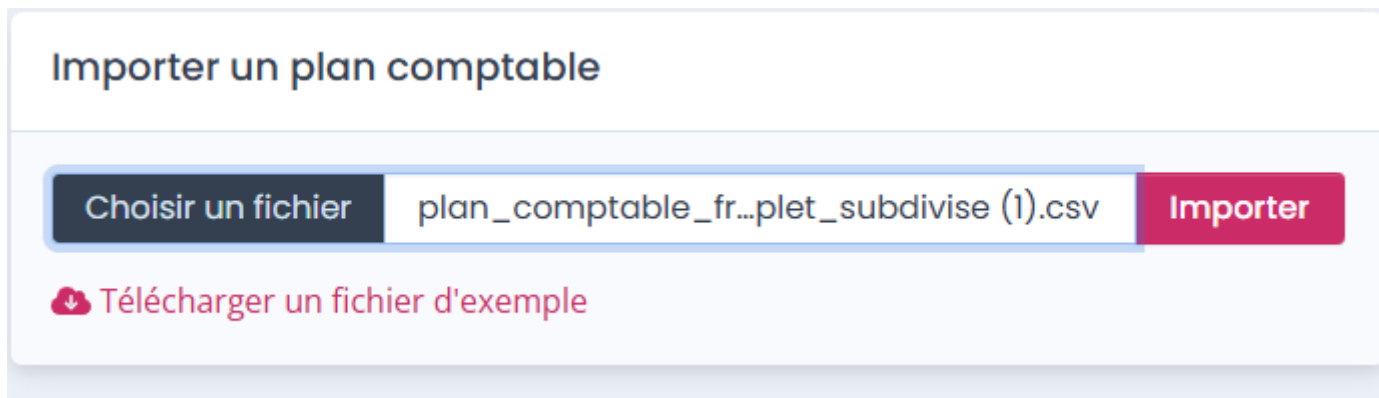 Importer un plan comptable
Choisir un fichier plan_comptable_fr...plet_subdivise (1).csv Importer
Télécharger un fichier d'exemple